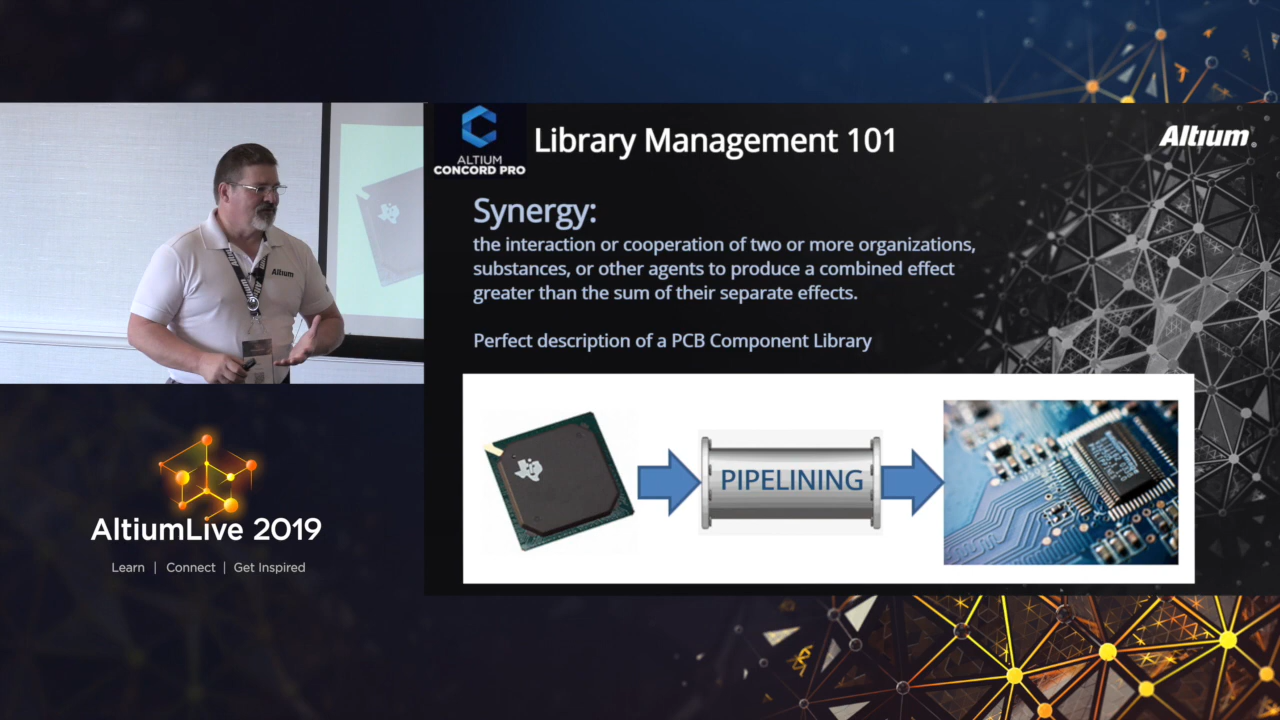 ALTIUM
CONCORD PRO
Library Management 101
Altium
Synergy:
the interaction or cooperation of two or more organizations,
substances, or other agents to produce a combined effect
greater than the sum of their separate effects.
Perfect description of a PCB Component Library
PIPELINING
Altium
AltiumLive 2019
Learn | Connect | Get Inspired